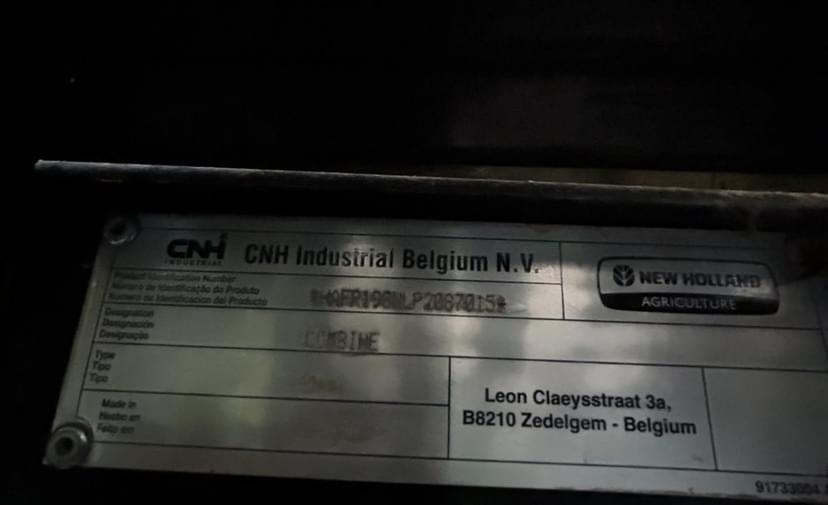 CNH CNH Industrial Belgium N.V.
INDUSTRIAL
NEW HOLLAND
AGRICULTURE
Product Identification Number
Número de Identificação do Produto
Número de Identificacion del Producto
Designation
Designación
Designação
COMBINE
Type
Tipo
Tipo
Made in
Hecho en
Feito em
Leon Claeysstraat 3a,
B8210 Zedelgem - Belgium